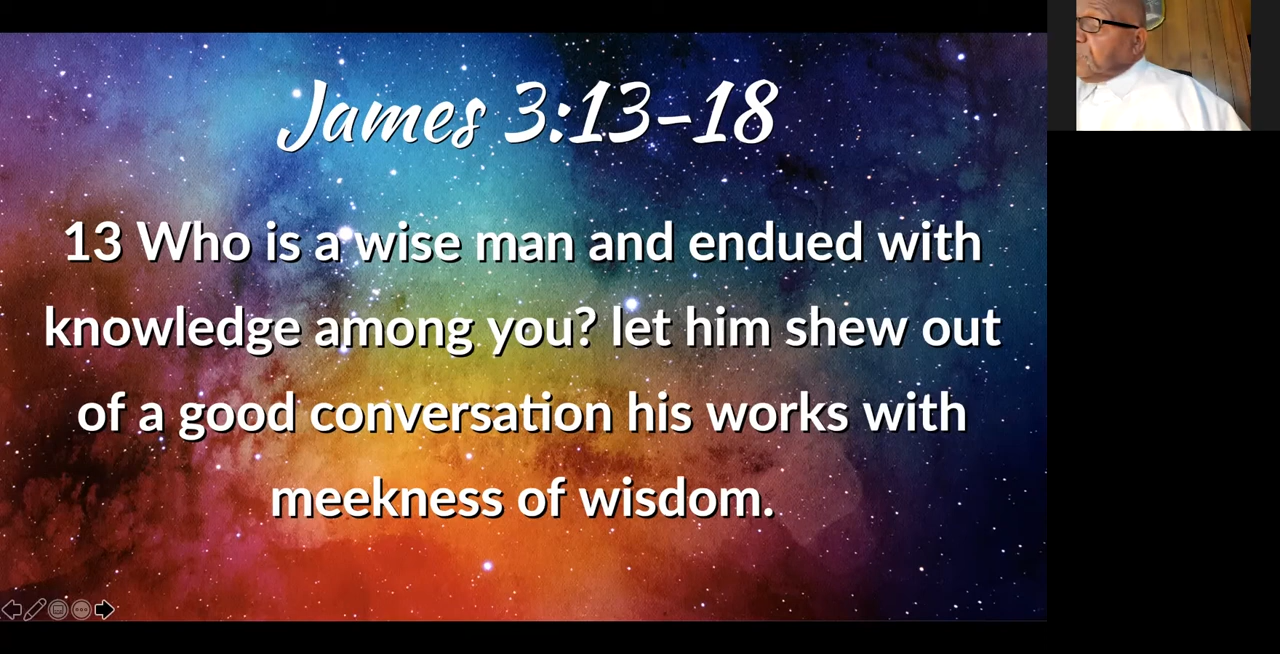 James 3:13-18
13 Who is a wise man and endued with
knowledge among you? let him shew out
of a good conversation his works with
meekness of wisdom.